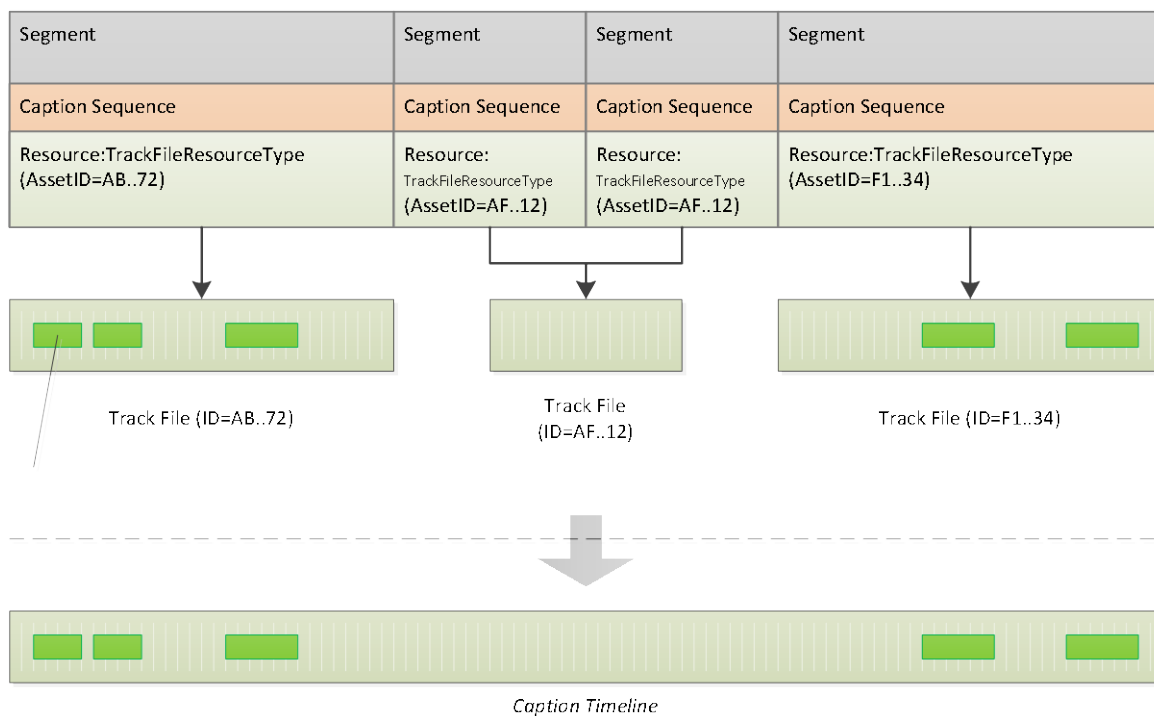 Segment
Segment
Segment
Segment
Caption Sequence
Caption Sequence
Caption Sequence
Caption Sequence
Resource:TrackFileResourceType
(AssetID=AB..72)
Resource:
TrackFileResourceType
(AssetID=AF..12)
Resource:
TrackFileResourceType
(AssetID=AF..12)
Resource:TrackFileResourceType
(AssetID=F1..34)
Track File (ID=AB..72)
Track File
(ID=AF..12)
Track File (ID=F1..34)
Caption Timeline